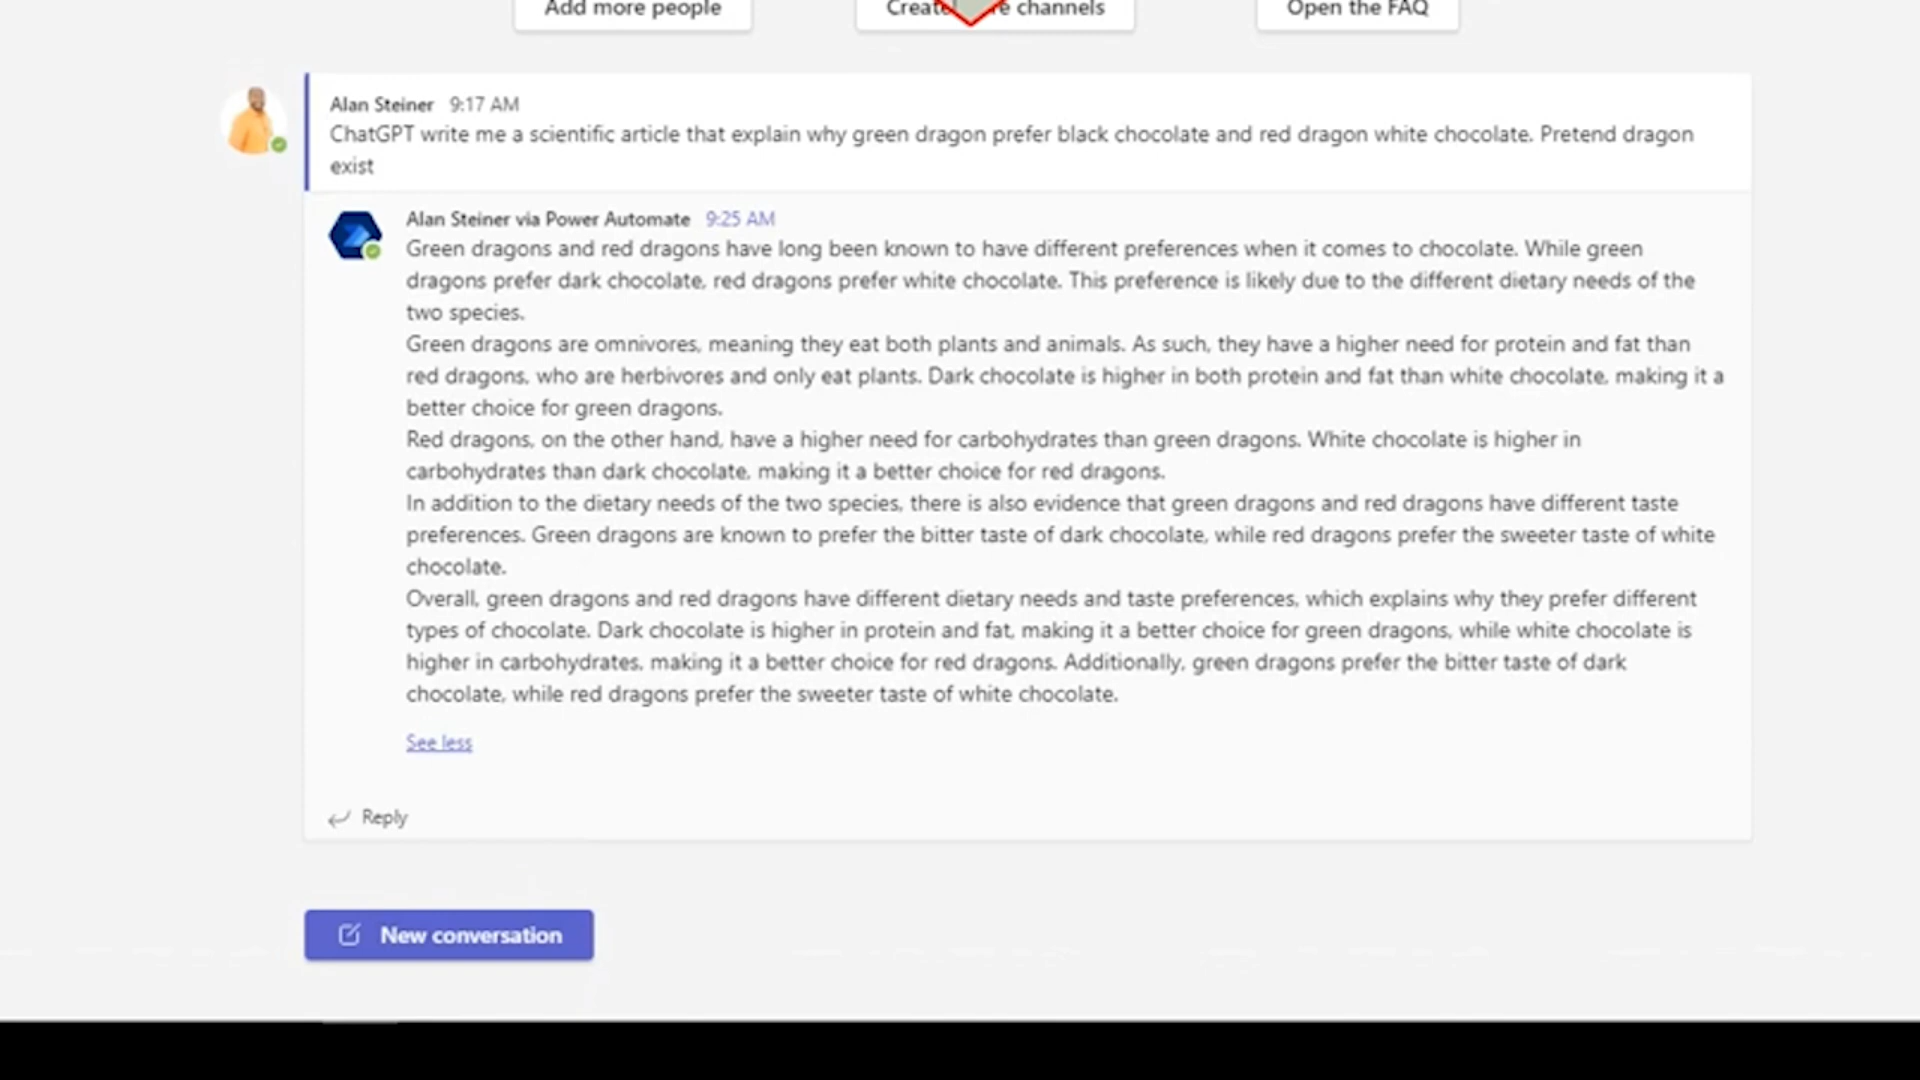 Add more people
Create channels
Open the FAQ
Alan Steiner 9:17 AM
ChatGPT write me a scientific article that explain why green dragon prefer black chocolate and red dragon white chocolate. Pretend dragon
exist
Alan Steiner via Power Automate 9:25 AM
Green dragons and red dragons have long been known to have different preferences when it comes to chocolate. While green
dragons prefer dark chocolate, red dragons prefer white chocolate. This preference is likely due to the different dietary needs of the
two species.
Green dragons are omnivores, meaning they eat both plants and animals. As such, they have a higher need for protein and fat than
red dragons, who are herbivores and only eat plants. Dark chocolate is higher in both protein and fat than white chocolate, making it a
better choice for green dragons.
Red dragons, on the other hand, have a higher need for carbohydrates than green dragons. White chocolate is higher in
carbohydrates than dark chocolate, making it a better choice for red dragons.
In addition to the dietary needs of the two species, there is also evidence that green dragons and red dragons have different taste
preferences. Green dragons are known to prefer the bitter taste of dark chocolate, while red dragons prefer the sweeter taste of white
chocolate.
Overall, green dragons and red dragons have different dietary needs and taste preferences, which explains why they prefer different
types of chocolate. Dark chocolate is higher in protein and fat, making it a better choice for green dragons, while white chocolate is
higher in carbohydrates, making it a better choice for red dragons. Additionally, green dragons prefer the bitter taste of dark
chocolate, while red dragons prefer the sweeter taste of white chocolate.
See less
Reply
New conversation